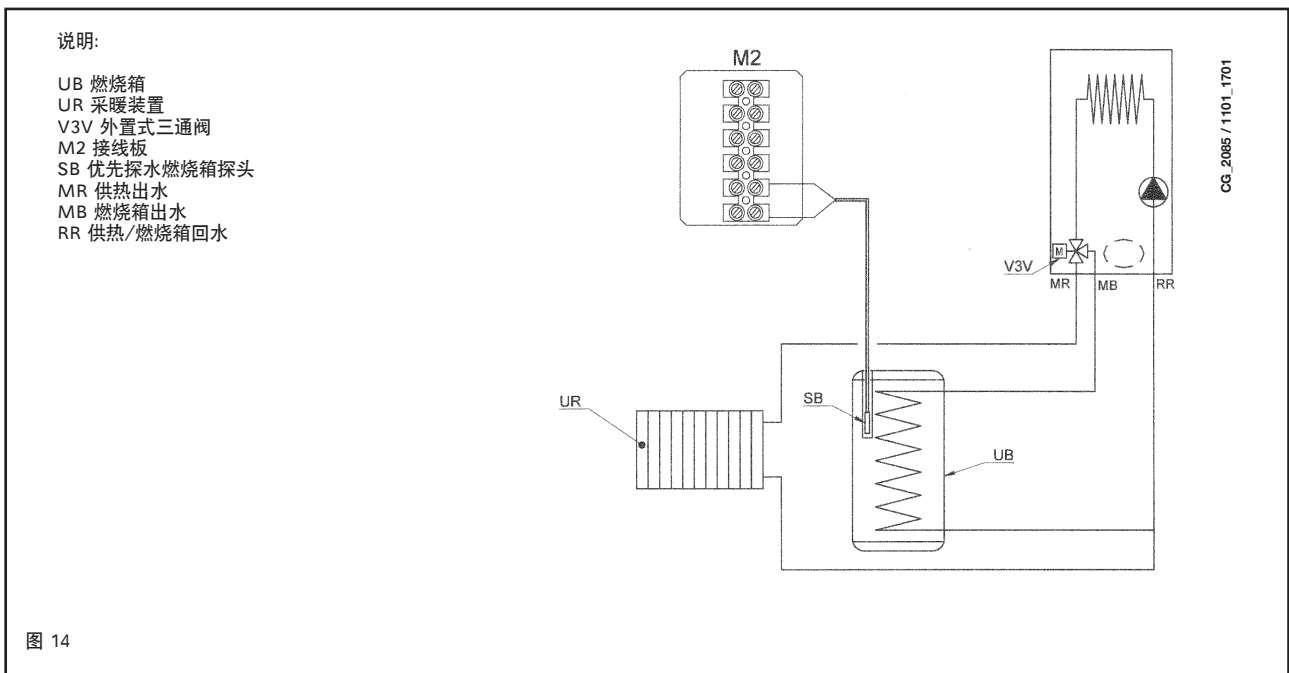 说明:
UB 燃烧箱
UR 采暖装置
V3V 外置式三通阀
M2 接线板
SB 优先探水燃烧箱探头
MR 供热出水
MB 燃烧箱出水
RR 供热/燃烧箱回水
M2
CG_2085 / 1101_1701
M
V3V
MR
MB
RR
UR
SB
UB
图 14